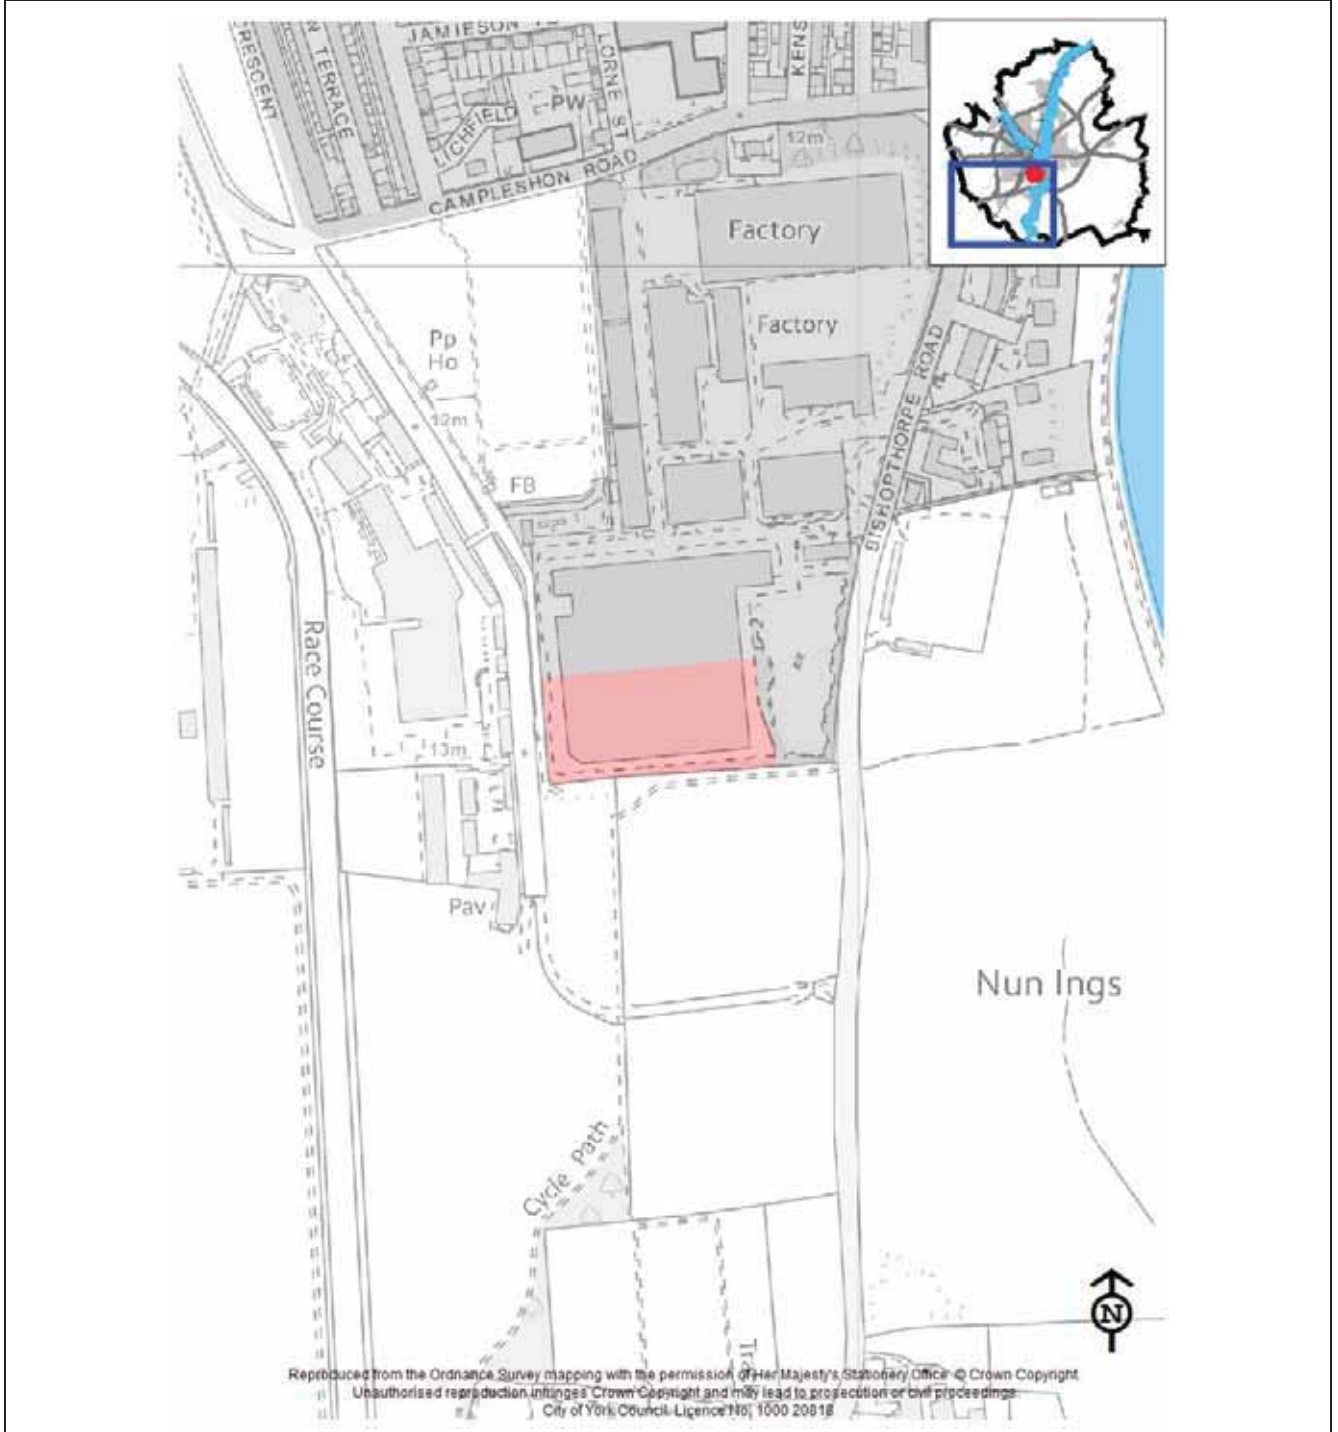 RESCENT
N TERRACE
JAMIESON TE
LORNE ST
KENS
PW
LICHFIELD
CAMPLESHON ROAD
12m
Factory
Factory
Pp
Ho
12m
FB
BISHOPTHORPE ROAD
Race Course
13m
Pav
Nun Ings
Cycle Path
N
Reproduced from the Ordnance Survey mapping with the permission of Her Majesty's Stationery Office © Crown Copyright.
Unauthorised reproduction infringes Crown Copyright and may lead to prosecution or civil proceedings.
City of York Council. Licence No. 1000 20818